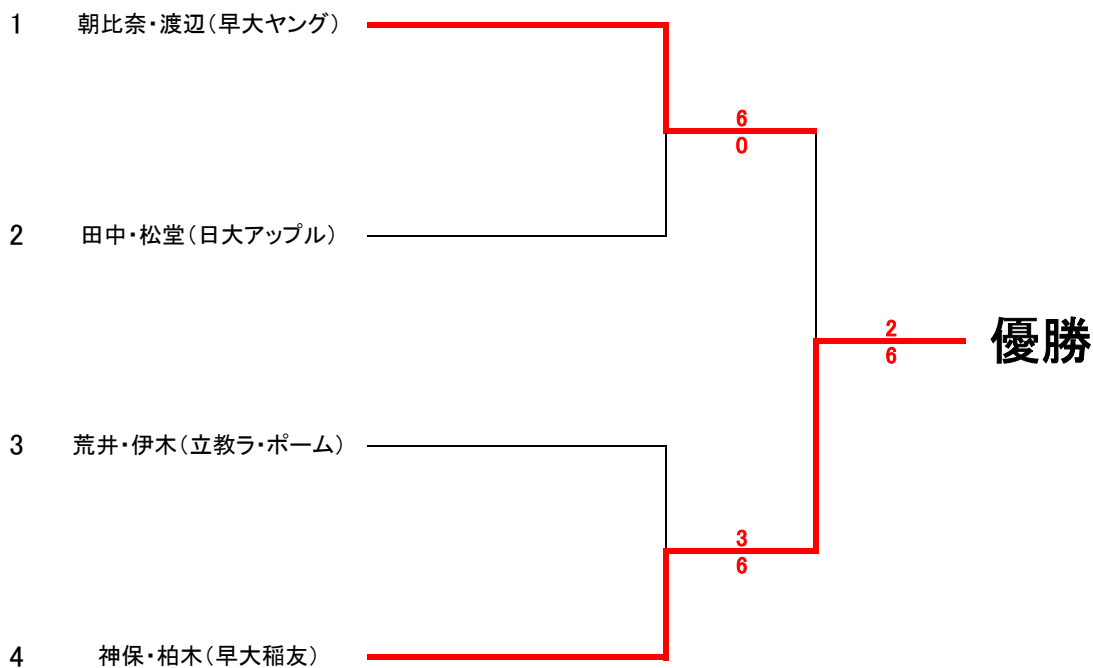 1 朝比奈・渡辺(早大ヤング)
6
0
2 田中・松堂(日大アップル)
2
6
優勝
3 荒井・伊木(立教ラ・ポーム)
3
6
4 神保・柏木(早大稲友)